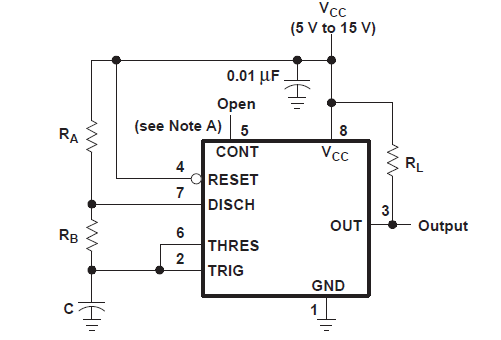 VCC
(5 V to 15 V)
0.01 μF
Open
(see Note A)
5
8
CONT
VCC
RA
4
RESET
RL
7
DISCH
3
OUT
Output
RB
6
THRES
2
TRIG
GND
C
1